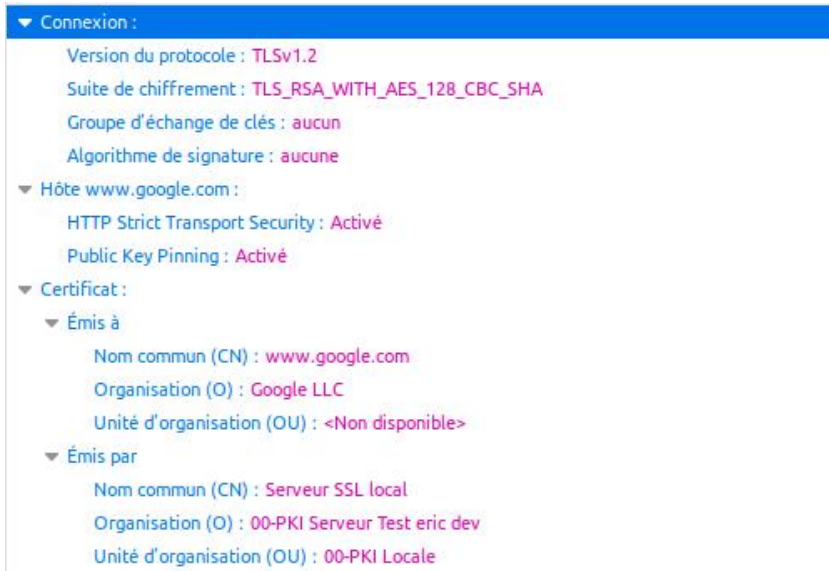 Connexion :
Version du protocole : TLSv1.2
Suite de chiffrement : TLS_RSA_WITH_AES_128_CBC_SHA
Groupe d'échange de clés : aucun
Algorithme de signature : aucune
Hôte www.google.com :
HTTP Strict Transport Security : Activé
Public Key Pinning : Activé
Certificat :
Émis à
Nom commun (CN) : www.google.com
Organisation (O) : Google LLC
Unité d'organisation (OU) : <Non disponible>
Émis par
Nom commun (CN) : Serveur SSL local
Organisation (O) : 00-PKI Serveur Test eric dev
Unité d'organisation (OU) : 00-PKI Locale